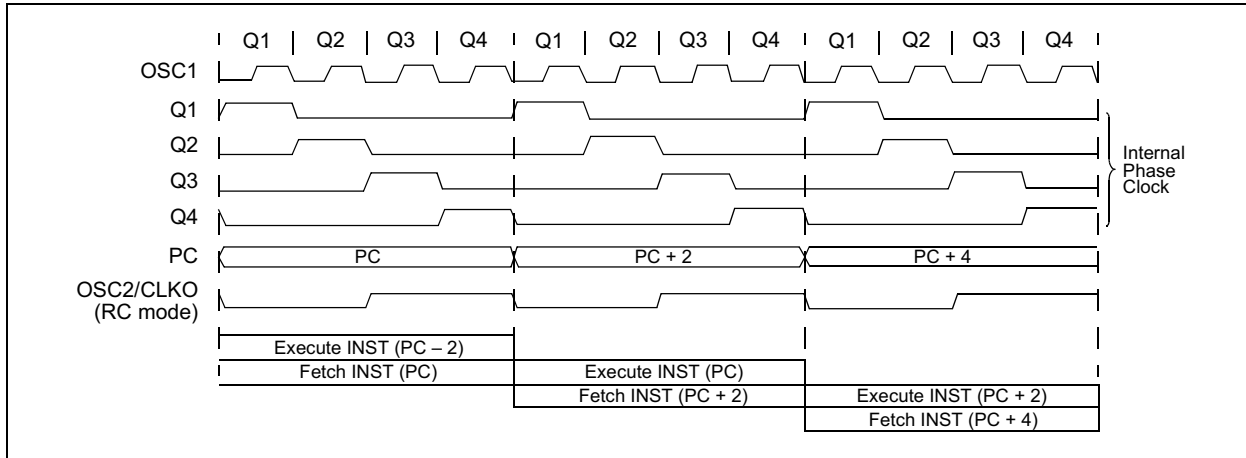 Q1 Q2 Q3 Q4 Q1 Q2 Q3 Q4 Q1 Q2 Q3 Q4
OSC1
Q1
Q2
Q3
Q4
Internal
Phase
Clock
PC PC PC + 2 PC + 4
OSC2/CLKO
(RC mode)
Execute INST (PC – 2)
Fetch INST (PC) Execute INST (PC)
Fetch INST (PC + 2) Execute INST (PC + 2)
Fetch INST (PC + 4)